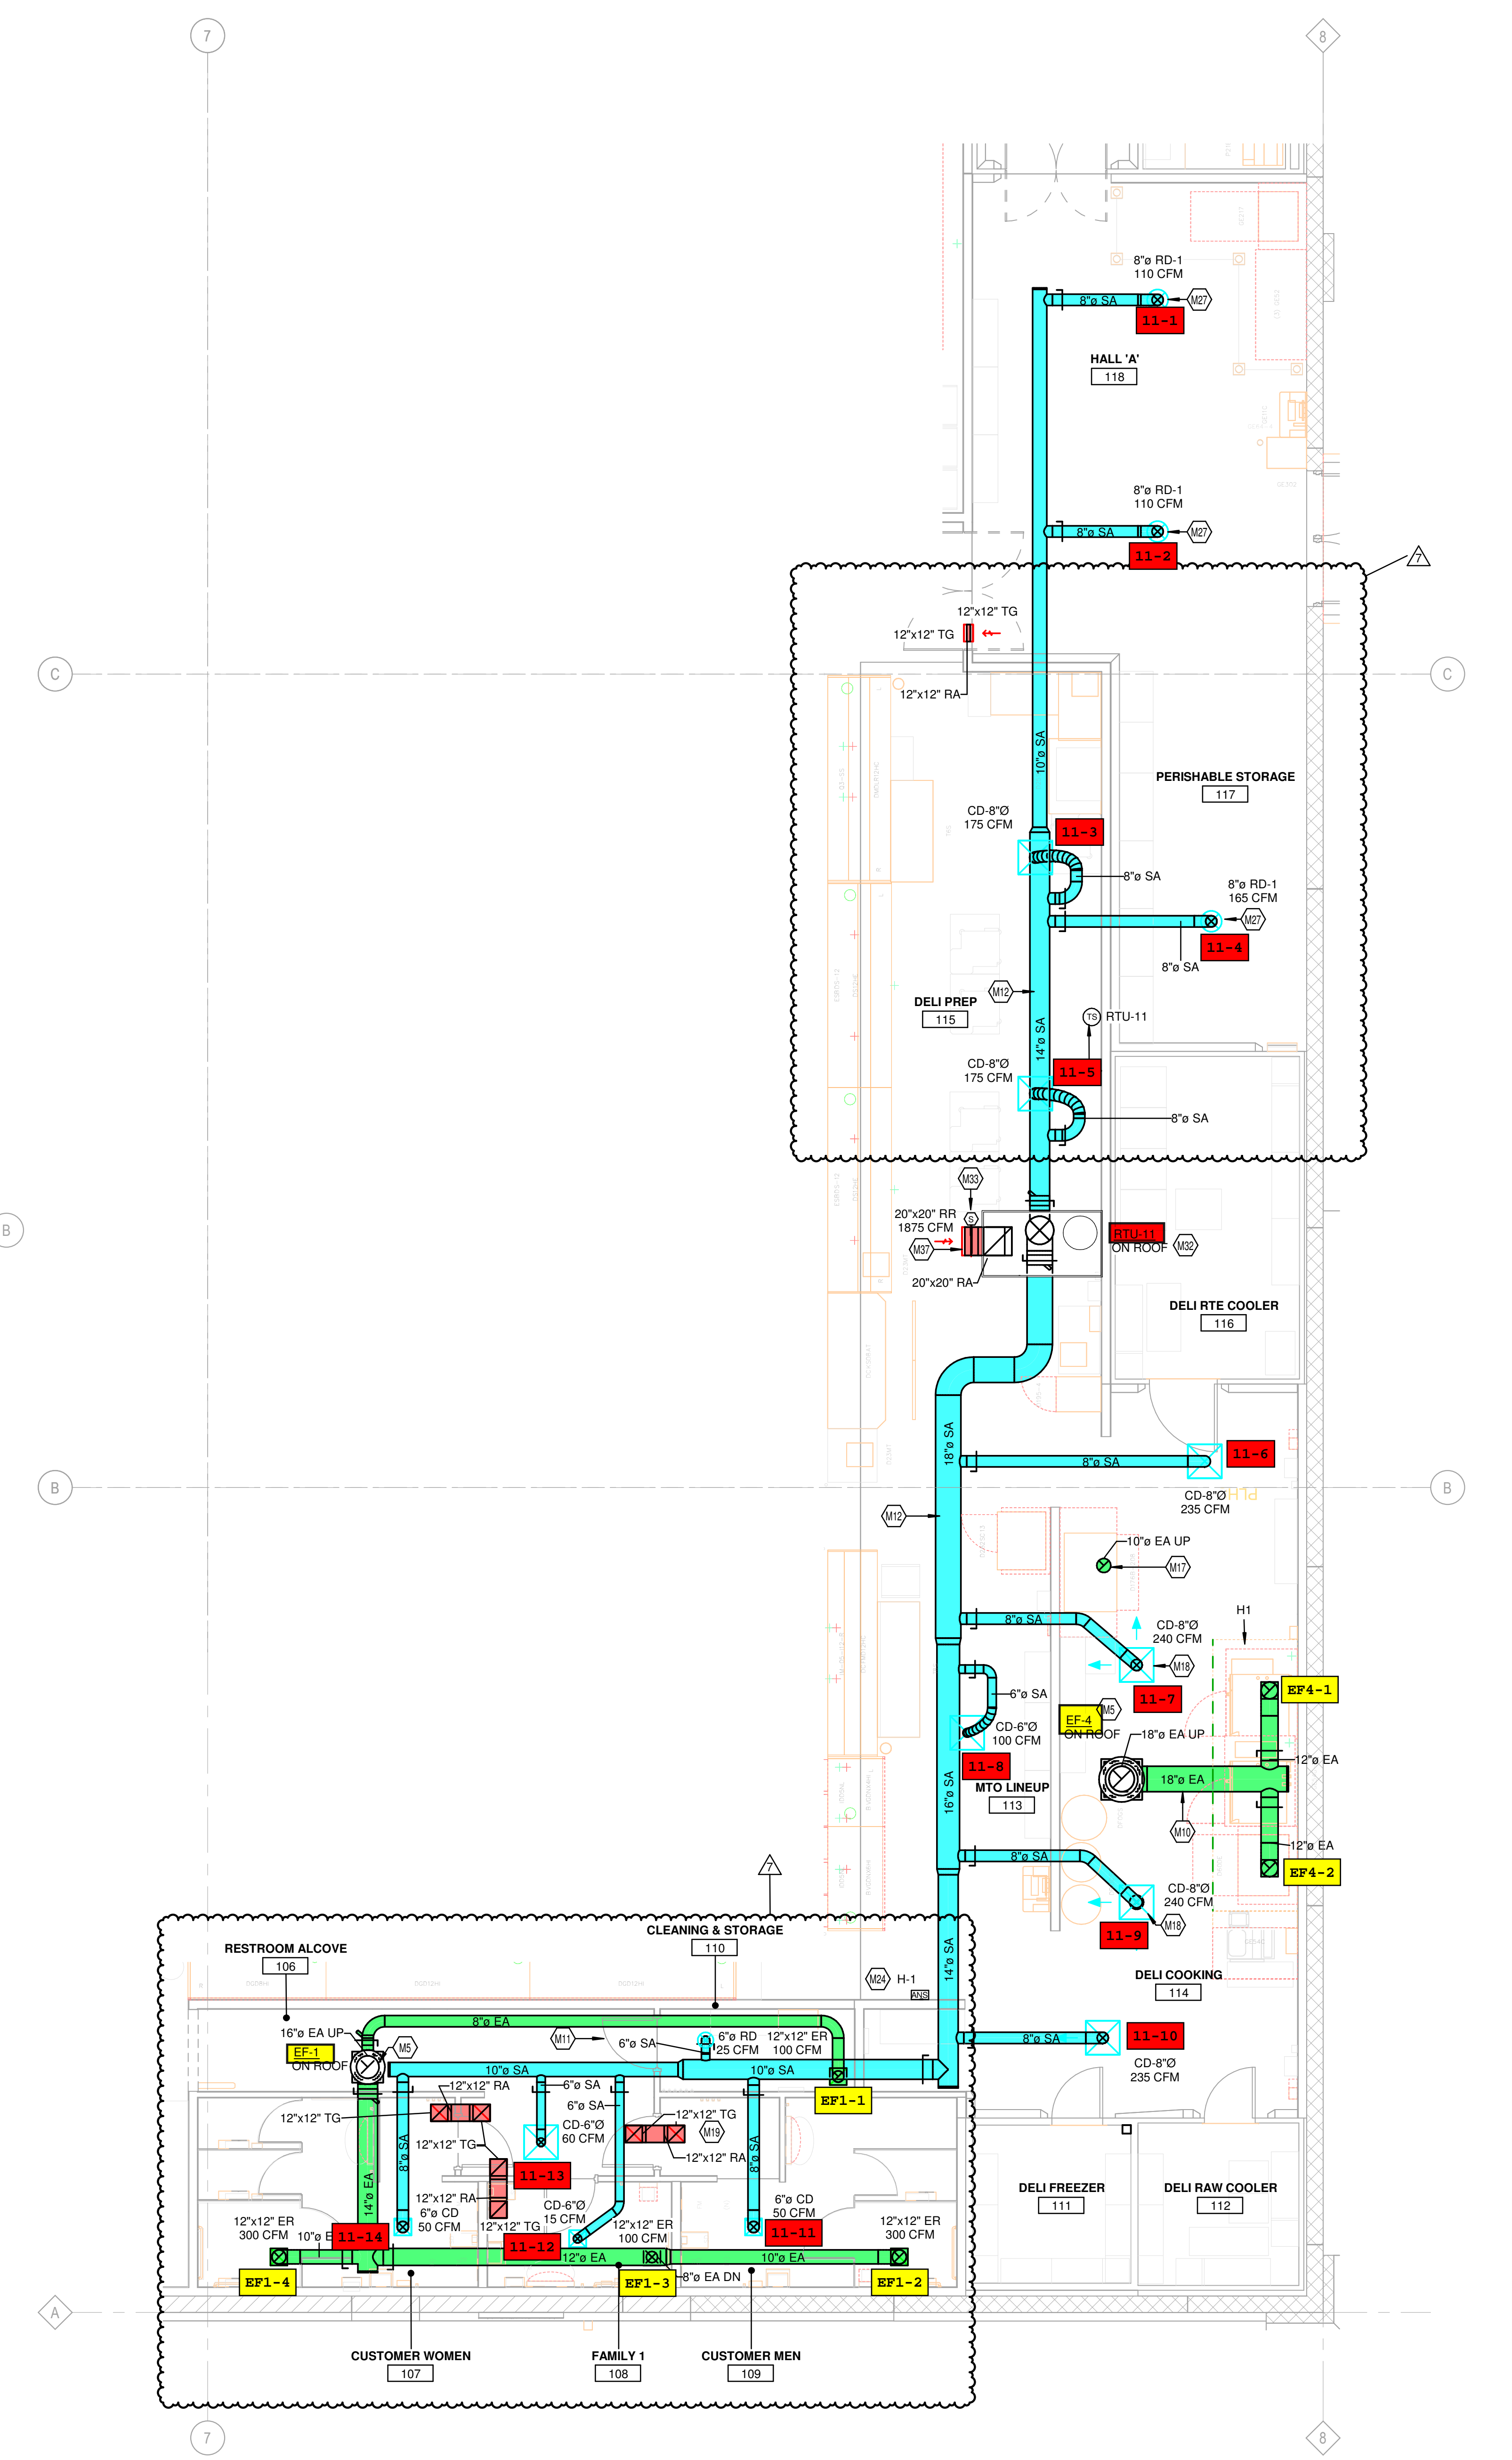 7
8
8"ø RD-1
110 CFM
8"ø SA
M27
11-1
HALL 'A'
118
8"ø RD-1
110 CFM
8"ø SA
M27
11-2
7
12"x12" TG
12"x12" TG
12"x12" RA
C
C
10"ø SA
PERISHABLE STORAGE
117
CD-8"Ø
175 CFM
11-3
8"ø SA
8"ø RD-1
165 CFM
M27
11-4
8"ø SA
DELI PREP
115
M12
TS
RTU-11
14"ø SA
CD-8"Ø
175 CFM
11-5
8"ø SA
M33
S
20"x20" RR
1875 CFM
M37
20"x20" RA
RTU-11
ON ROOF
M32
B
DELI RTE COOLER
116
18"ø SA
8"ø SA
11-6
CD-8"Ø
235 CFM
B
B
M12
10"ø EA UP
M17
H1
8"ø SA
CD-8"Ø
240 CFM
M18
11-7
6"ø SA
CD-6"Ø
100 CFM
11-8
EF-4
ON ROOF
M5
18"ø EA UP
EF4-1
12"ø EA
18"ø EA
M10
12"ø EA
EF4-2
MTO LINEUP
113
16"ø SA
8"ø SA
CD-8"Ø
240 CFM
M18
11-9
7
CLEANING & STORAGE
110
RESTROOM ALCOVE
106
M24
H-1
ANS
14"ø SA
DELI COOKING
114
8"ø EA
16"ø EA UP
EF-1
ON ROOF
M5
M11
6"ø SA
6"ø RD
25 CFM
12"x12" ER
100 CFM
8"ø SA
11-10
CD-8"Ø
235 CFM
10"ø SA
10"ø SA
EF1-1
12"x12" RA
6"ø SA
12"x12" TG
6"ø SA
12"x12" TG
CD-6"Ø
60 CFM
M19
12"x12" TG
12"x12" RA
8"ø SA
8"ø SA
11-13
14"ø EA
12"x12" RA
6"ø CD
50 CFM
12"x12" TG
CD-6"Ø
15 CFM
12"x12" ER
100 CFM
6"ø CD
50 CFM
11-11
12"x12" ER
300 CFM
12"x12" ER
300 CFM
10"ø E
11-14
11-12
12"ø EA
10"ø EA
8"ø EA DN
EF1-4
EF1-3
EF1-2
DELI FREEZER
111
DELI RAW COOLER
112
A
CUSTOMER WOMEN
107
FAMILY 1
108
CUSTOMER MEN
109
7
8